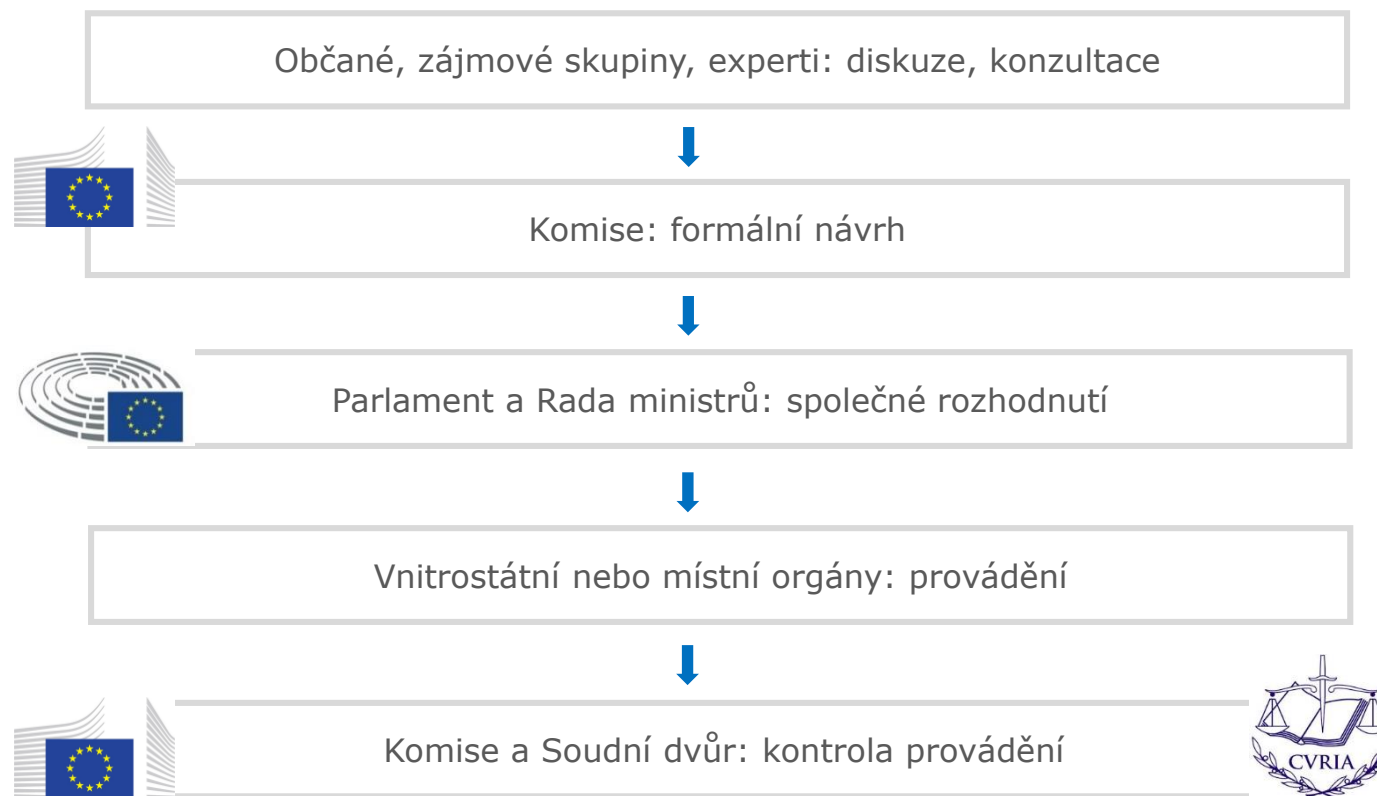 Občané, zájmové skupiny, experti: diskuze, konzultace
Komise: formální návrh
Parlament a Rada ministrů: společné rozhodnutí
Vnitrostátní nebo místní orgány: provádění
Komise a Soudní dvůr: kontrola provádění
CVRIA